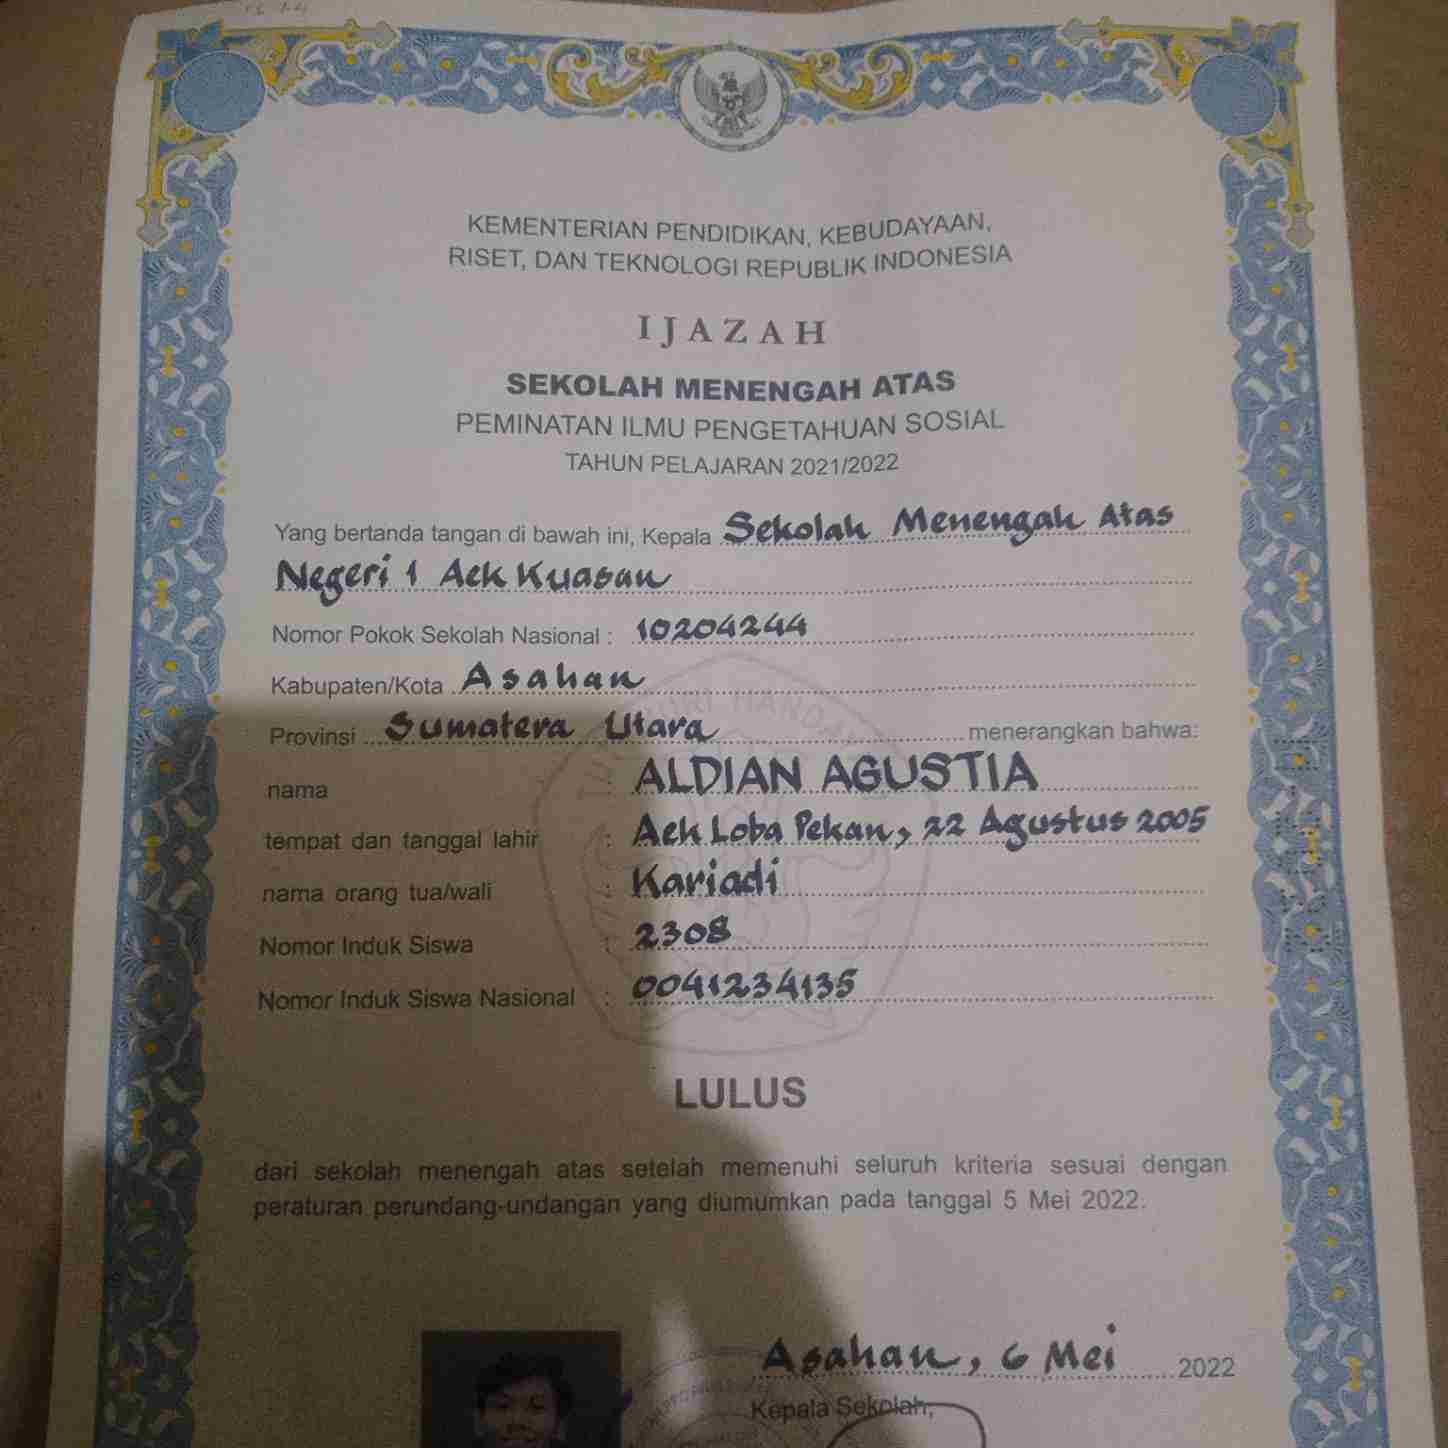 KEMENTERIAN PENDIDIKAN, KEBUDAYAAN,
RISET, DAN TEKNOLOGI REPUBLIK INDONESIA
IJAZAH
SEKOLAH MENENGAH ATAS
PEMINATAN ILMU PENGETAHUAN SOSIAL
TAHUN PELAJARAN 2021/2022
Yang bertanda tangan di bawah ini, Kepala Sekolah Menengah Atas
Negeri 1 Aek Kuasan
Nomor Pokok Sekolah Nasional : 10204244
Kabupaten/Kota Asahan
Provinsi Sumatera Utara menerangkan bahwa:
nama : ALDIAN AGUSTIA
tempat dan tanggal lahir : Aek Loba Pekan, 22 Agustus 2005
nama orang tua/wali : Kariadi
Nomor Induk Siswa : 2308
Nomor Induk Siswa Nasional : 0041234135
LULUS
dari sekolah menengah atas setelah memenuhi seluruh kriteria sesuai dengan
peraturan perundang-undangan yang diumumkan pada tanggal 5 Mei 2022.
Asahan, 6 Mei 2022
Kepala Sekolah,